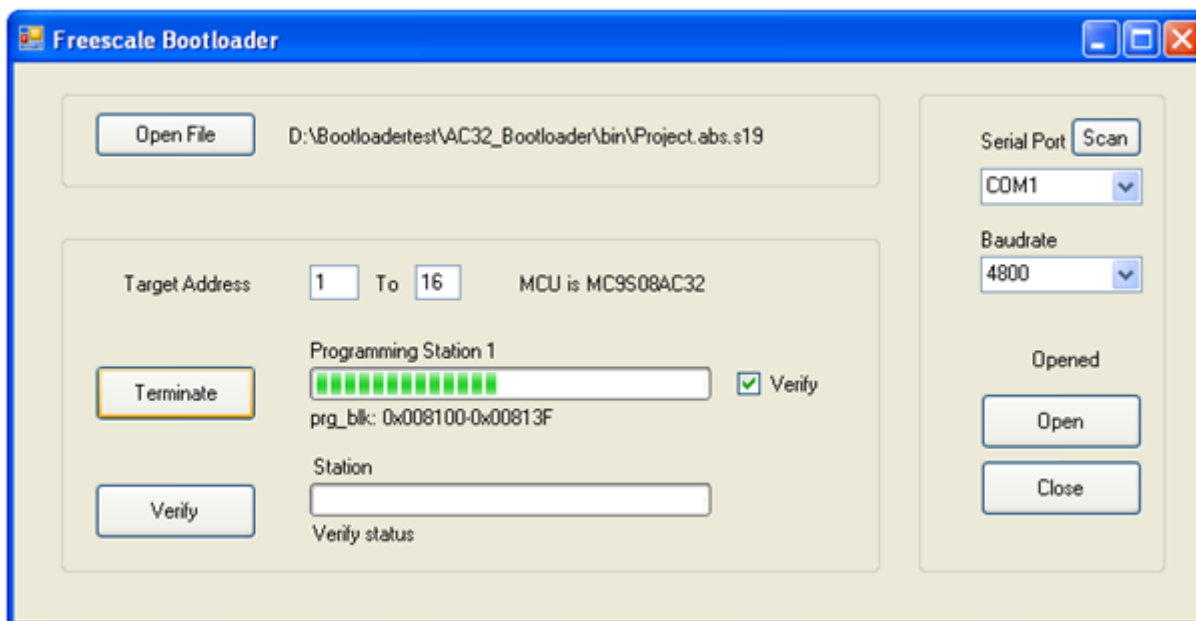 Freescale Bootloader
Open File D:\Bootloadertest\AC32_Bootloader\bin\Project.abs.s19
Serial Port Scan
COM1
Baudrate
4800
Target Address 1 To 16 MCU is MC9S08AC32
Programming Station 1
Terminate Verify
prg_blk: 0x008100-0x00813F
Station
Verify
Verify status
Opened
Open
Close